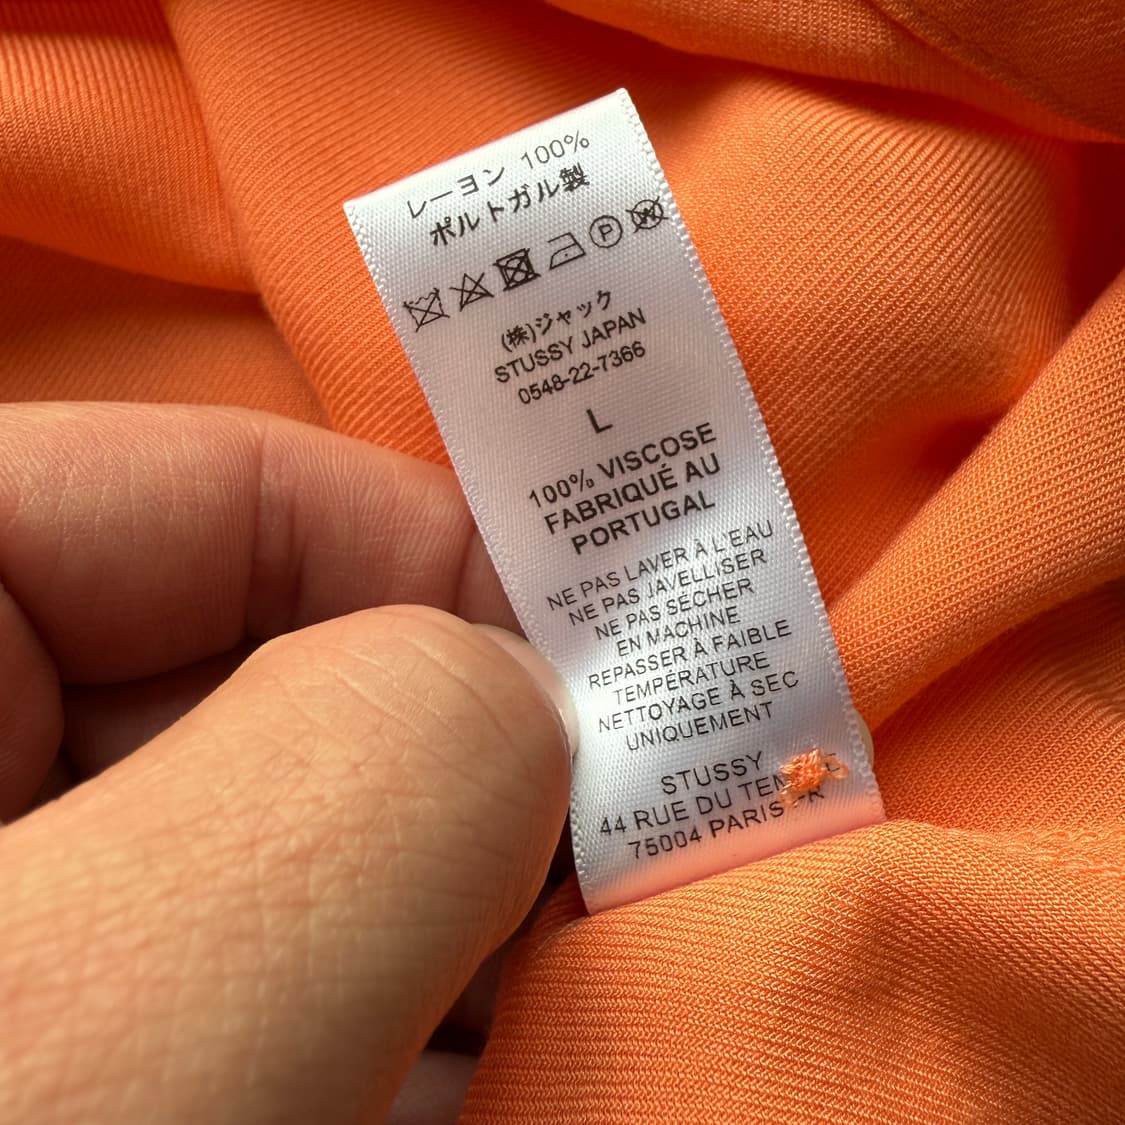 レーヨン 100%
ポルトガル製
P W
(株)ジャック
STUSSY JAPAN
0548-22-7366
L
100% VISCOSE
FABRIQUÉ AU
PORTUGAL
NE PAS LAVER À L'EAU
NE PAS JAVELLISER
NE PAS SÉCHER
EN MACHINE
REPASSER À FAIBLE
TEMPÉRATURE
NETTOYAGE À SEC
UNIQUEMENT
STUSSY
44 RUE DU
75004 PARIS